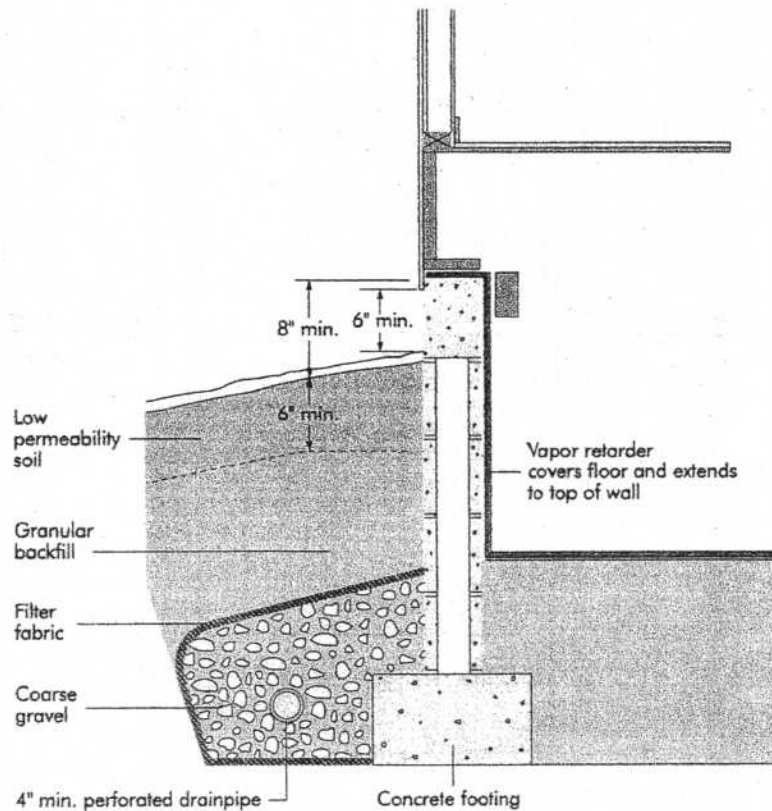 8" min.
6" min.
6" min.
Low
permeability
soil
Vapor retarder
covers floor and extends
to top of wall
Granular
backfill
Filter
fabric
Coarse
gravel
4" min. perforated drainpipe
Concrete footing